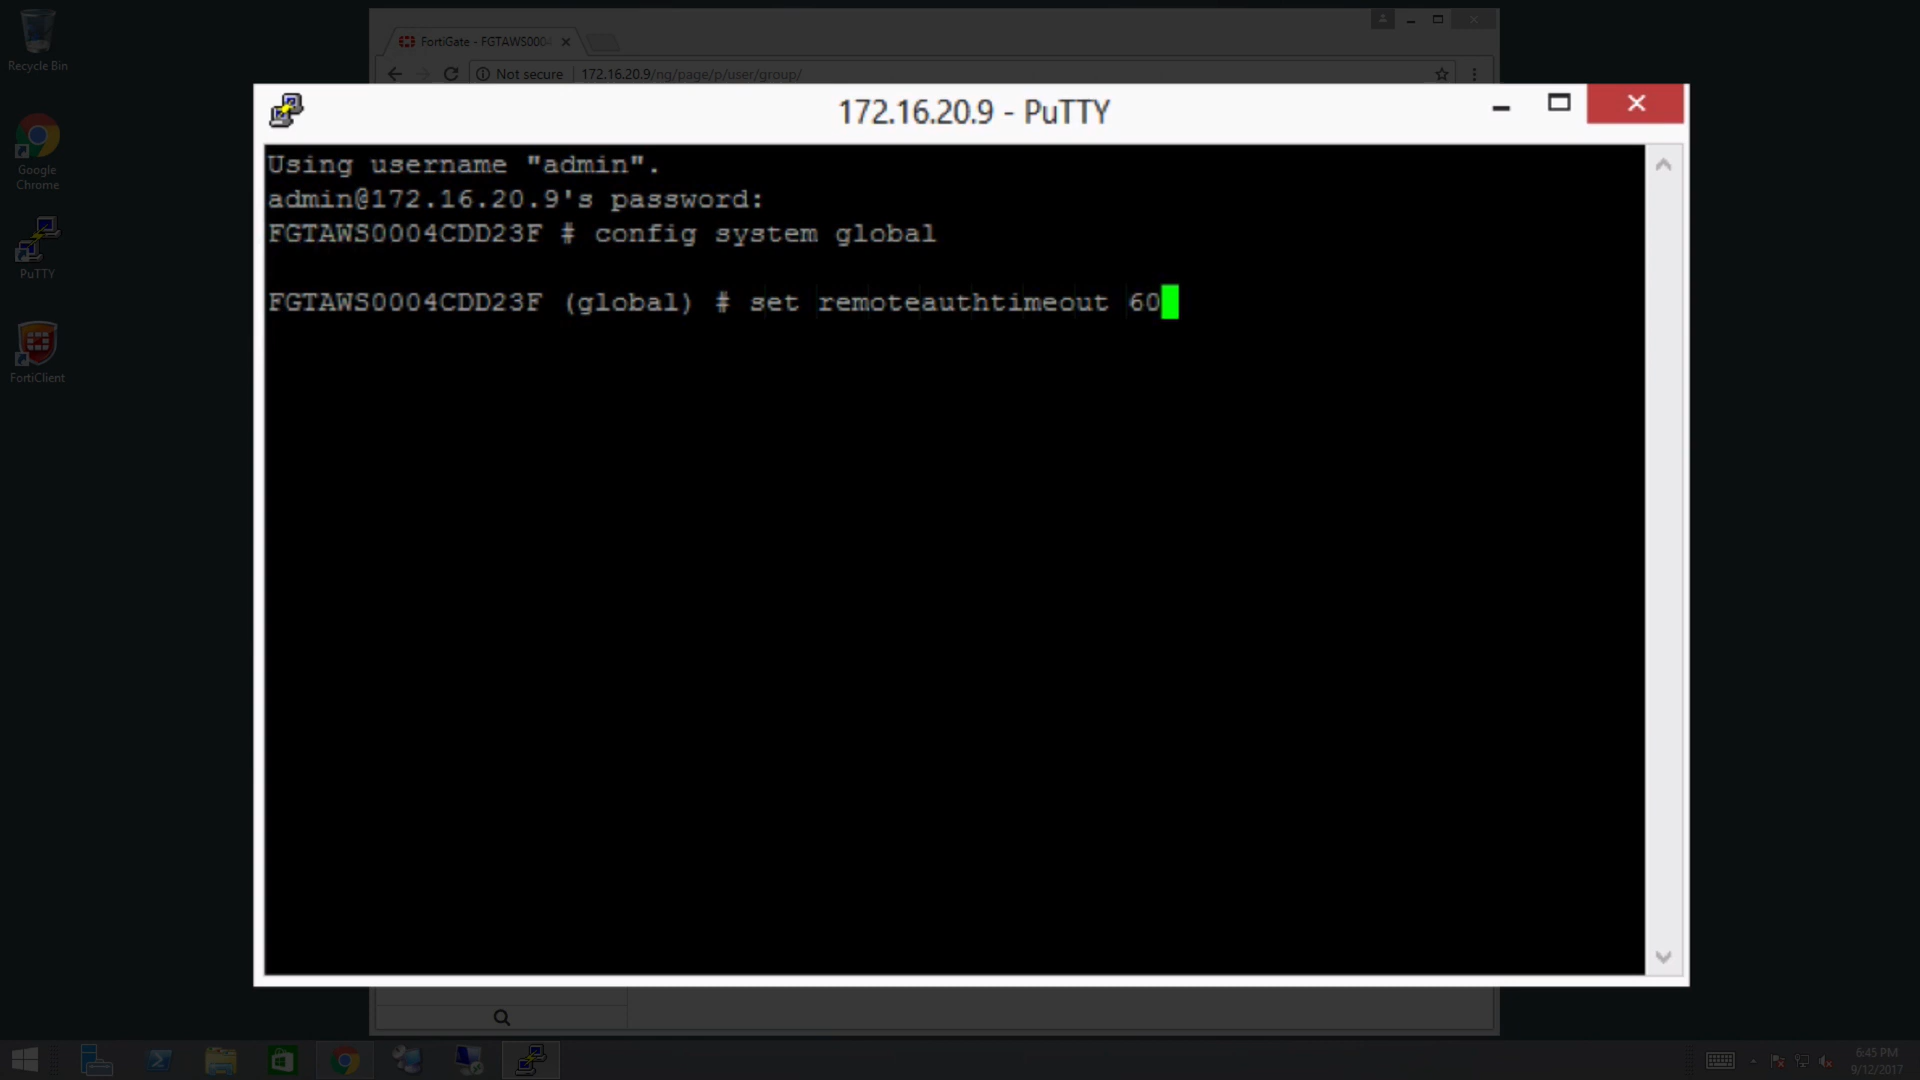 Recycle Bin
FortiGate - FGTAWS0004
Not secure
172.16.20.9/ng/page/p/user/group/
172.16.20.9 - PuTTY
Using username "admin".
admin@172.16.20.9's password:
FGTAWS0004CDD23F # config system global
FGTAWS0004CDD23F (global) # set remoteauthtimeout 60
Google
Chrome
PuTTY
FortiClient
6:45 PM
9/12/2017